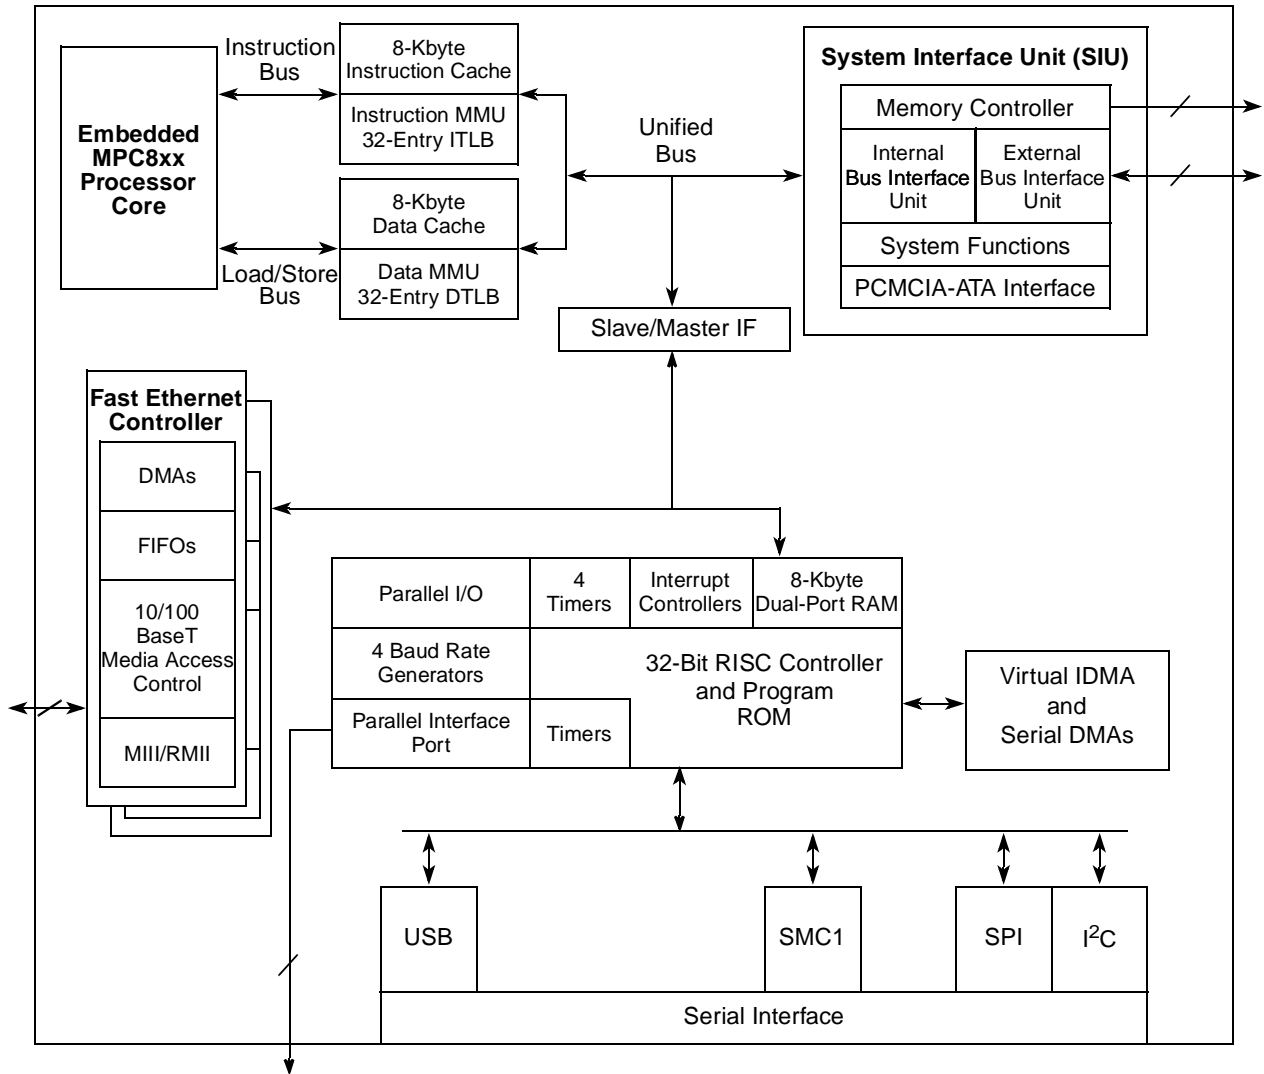 Instruction
Bus
8-Kbyte
Instruction Cache
Instruction MMU
32-Entry ITLB
Embedded
MPC8xx
Processor
Core
8-Kbyte
Data Cache
Data MMU
32-Entry DTLB
Load/Store
Bus
Unified
Bus
System Interface Unit (SIU)
Memory Controller
Internal
Bus Interface
Unit
External
Bus Interface
Unit
System Functions
PCMCIA-ATA Interface
Slave/Master IF
Fast Ethernet
Controller
DMAs
FIFOs
10/100
BaseT
Media Access
Control
MIII/RMII
Parallel I/O
4
Timers
Interrupt
Controllers
8-Kbyte
Dual-Port RAM
4 Baud Rate
Generators
32-Bit RISC Controller
and Program
ROM
Parallel Interface
Port
Timers
Virtual IDMA
and
Serial DMAs
USB
SMC1
SPI
I²C
Serial Interface